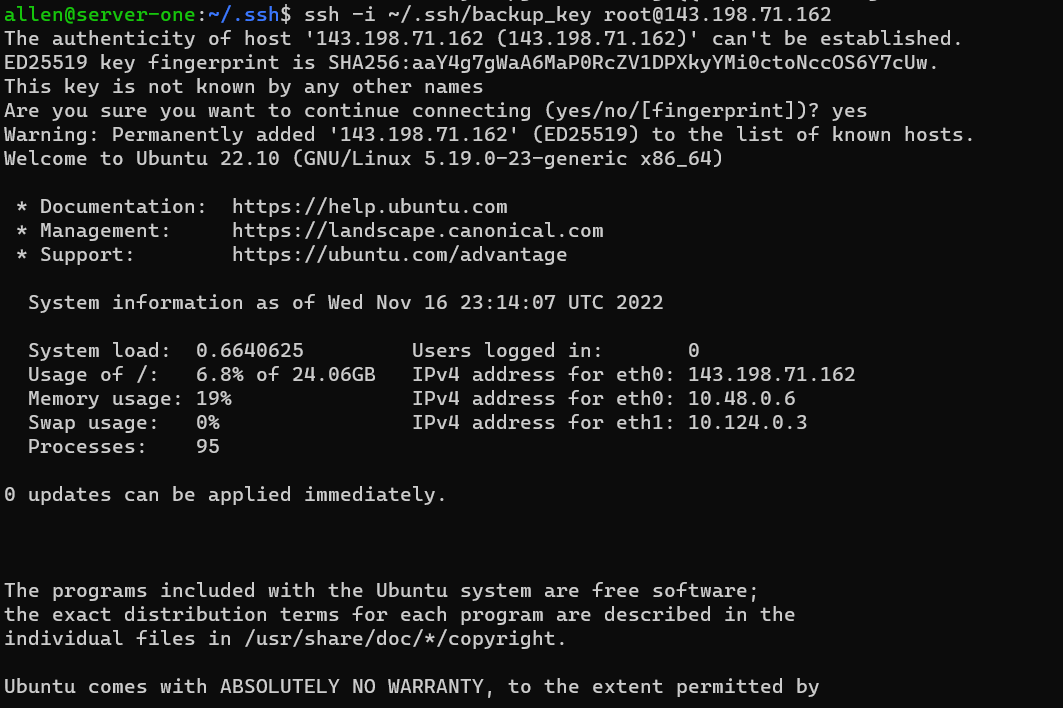 allen@server-one:~/.ssh$ ssh -i ~/.ssh/backup_key root@143.198.71.162
The authenticity of host '143.198.71.162 (143.198.71.162)' can't be established.
ED25519 key fingerprint is SHA256:aaY4g7gWaA6MaP0RcZV1DPXkyYMi0ctoNccOS6Y7cUw.
This key is not known by any other names
Are you sure you want to continue connecting (yes/no/[fingerprint])? yes
Warning: Permanently added '143.198.71.162' (ED25519) to the list of known hosts.
Welcome to Ubuntu 22.10 (GNU/Linux 5.19.0-23-generic x86_64)

 * Documentation:  https://help.ubuntu.com
 * Management:     https://landscape.canonical.com
 * Support:        https://ubuntu.com/advantage

  System information as of Wed Nov 16 23:14:07 UTC 2022

  System load:  0.6640625         Users logged in:       0
  Usage of /:   6.8% of 24.06GB   IPv4 address for eth0: 143.198.71.162
  Memory usage: 19%               IPv4 address for eth0: 10.48.0.6
  Swap usage:   0%                IPv4 address for eth1: 10.124.0.3
  Processes:    95

0 updates can be applied immediately.

The programs included with the Ubuntu system are free software;
the exact distribution terms for each program are described in the
individual files in /usr/share/doc/*/copyright.

Ubuntu comes with ABSOLUTELY NO WARRANTY, to the extent permitted by